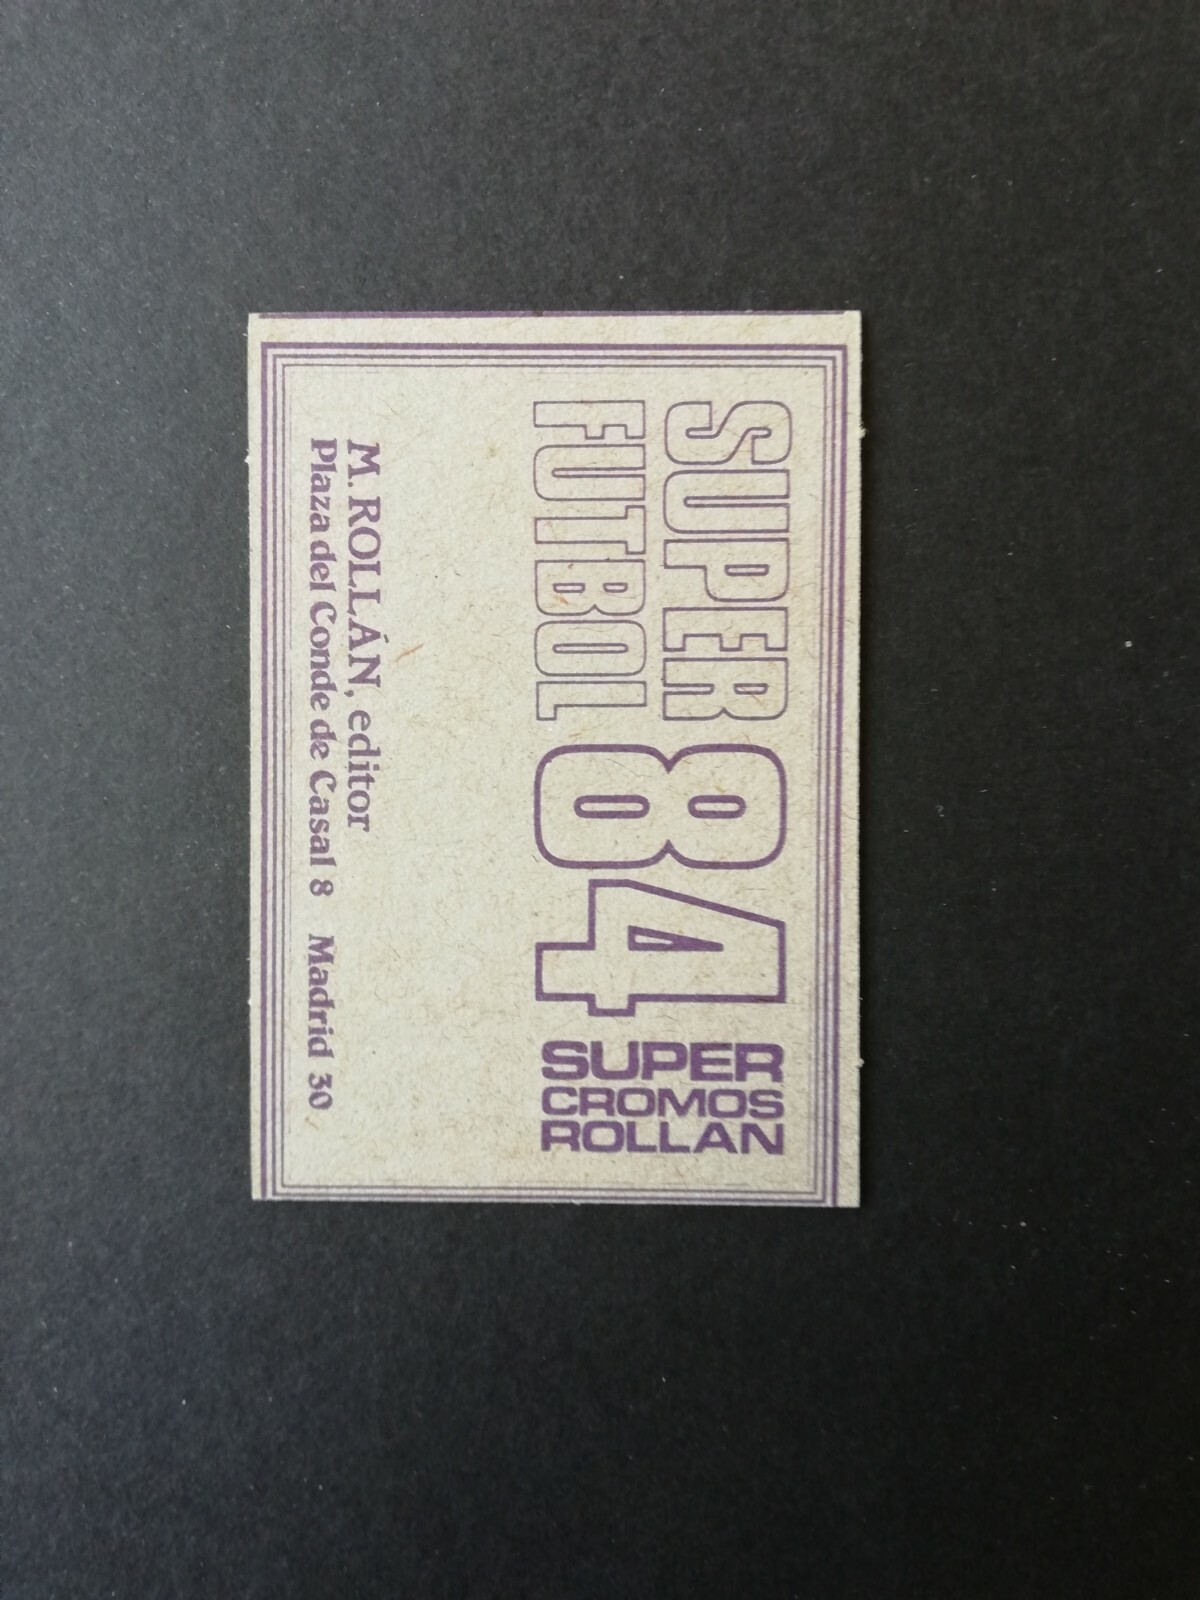 SUPER
FUTBOL
84
SUPER
CROMOS
ROLLAN
M. ROLLÁN, editor
Plaza del Conde de Casal 8 Madrid 30